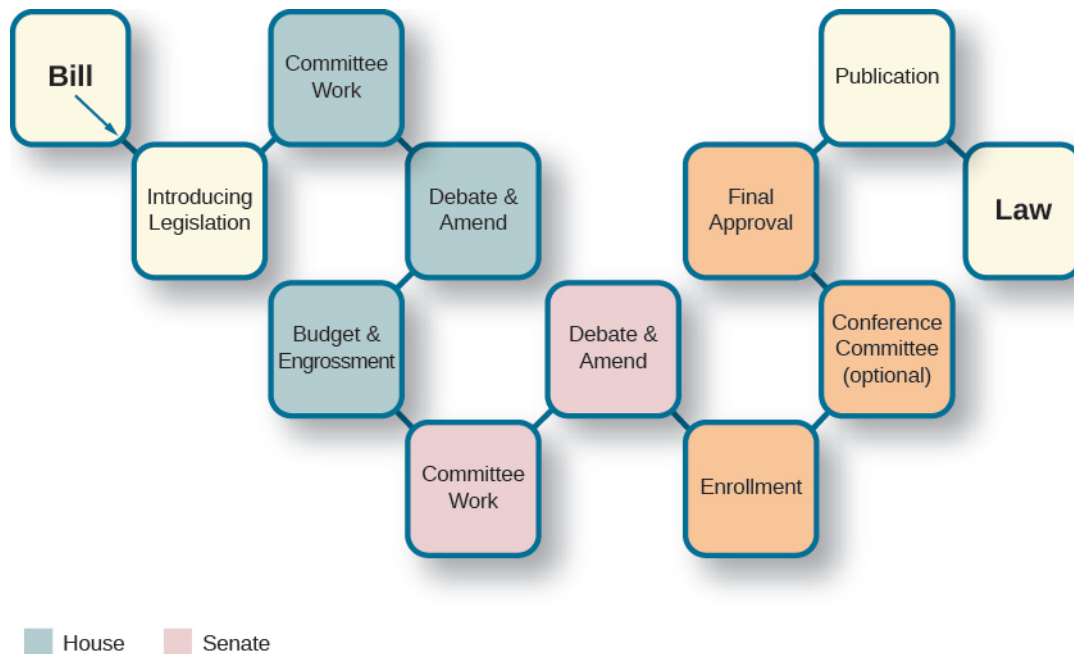 Bill
Introducing
Legislation
Committee
Work
Debate &
Amend
Budget &
Engrossment
Committee
Work
Debate &
Amend
Enrollment
Conference
Committee
(optional)
Final
Approval
Publication
Law
House
Senate